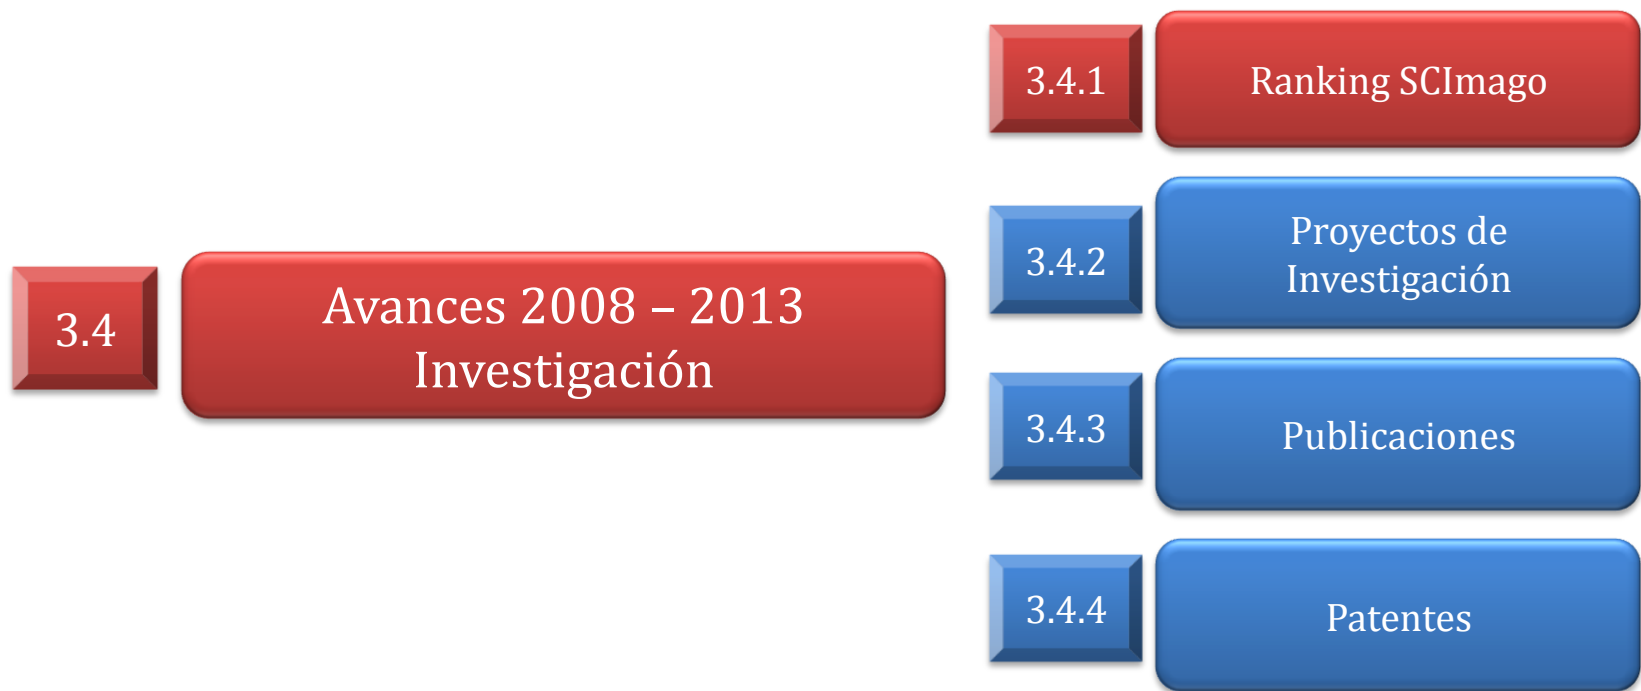 3.4
Avances 2008 – 2013
Investigación
3.4.1
Ranking SCImago
3.4.2
Proyectos de
Investigación
3.4.3
Publicaciones
3.4.4
Patentes